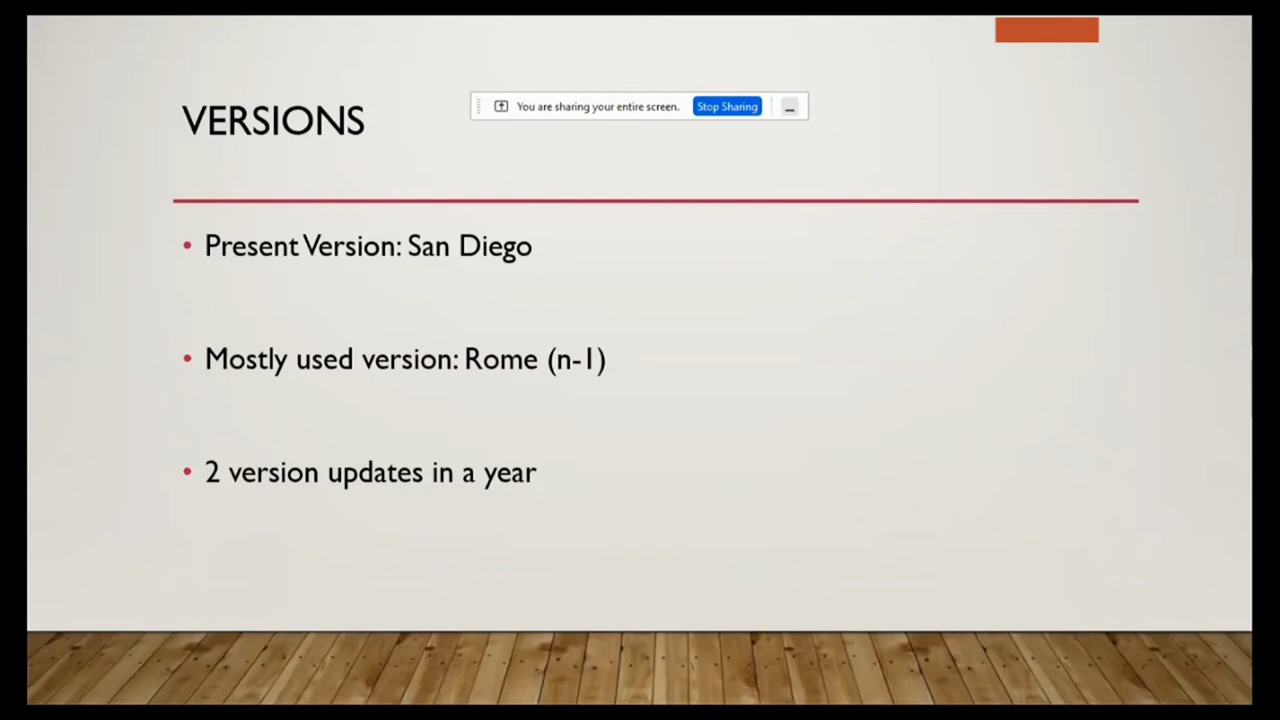 You are sharing your entire screen. Stop Sharing
VERSIONS
• Present Version: San Diego
• Mostly used version: Rome (n-1)
• 2 version updates in a year